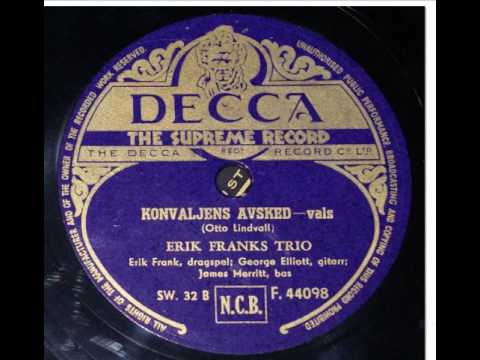 DECCA
THE SUPREME RECORD
THE DECCA RECORD Co LTD
ALL RIGHTS OF THE MANUFACTURER AND OF THE OWNER OF THE RECORDED WORK RESERVED.
UNAUTHORISED PUBLIC PERFORMANCE BROADCASTING AND COPYING OF THIS RECORD PROHIBITED
ST
KONVALJENS AVSKED—vals
(Otto Lindvall)
ERIK FRANKS TRIO
Erik Frank, dragspel; George Elliott, gitarr;
James Merritt, bas
SW. 32 B
N.C.B.
F. 44098